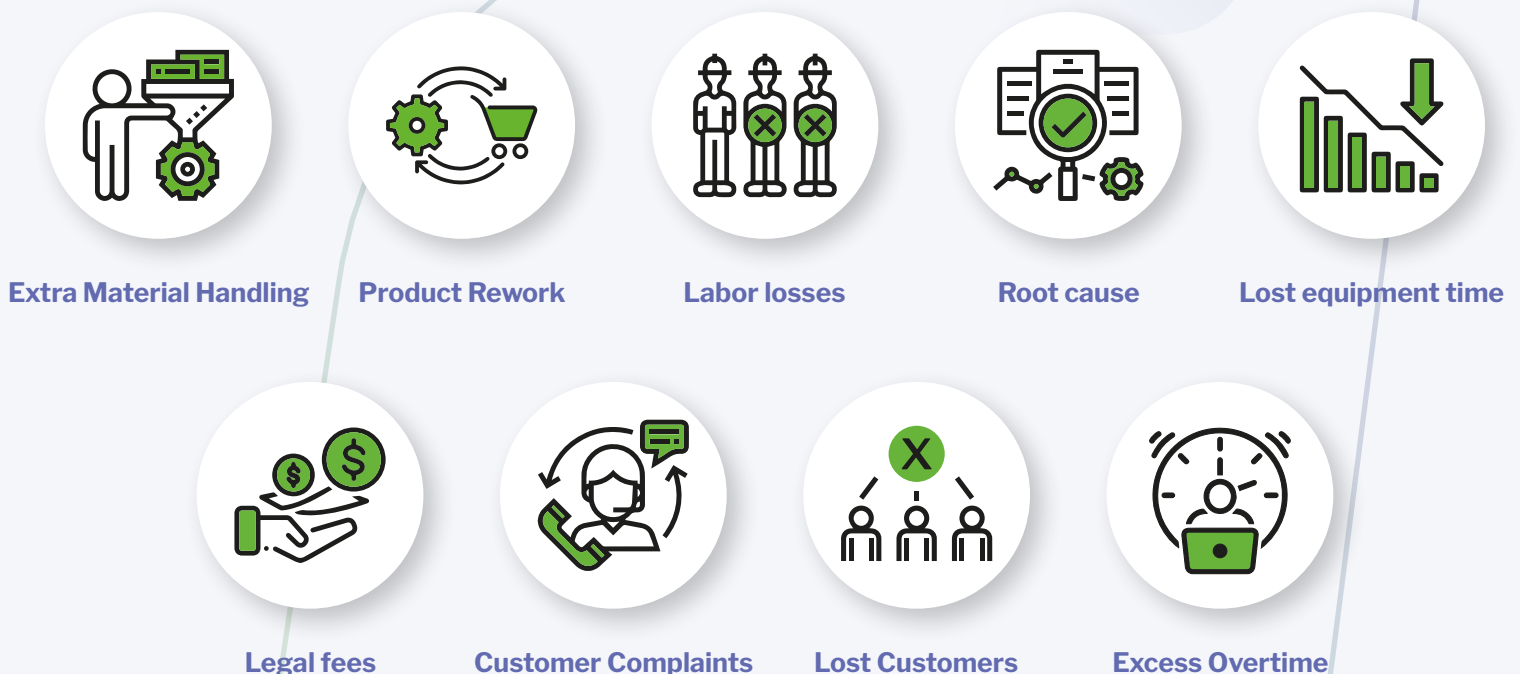 Extra Material Handling
Product Rework
Labor losses
Root cause
Lost equipment time
$
$
X
Legal fees
Customer Complaints
Lost Customers
Excess Overtime